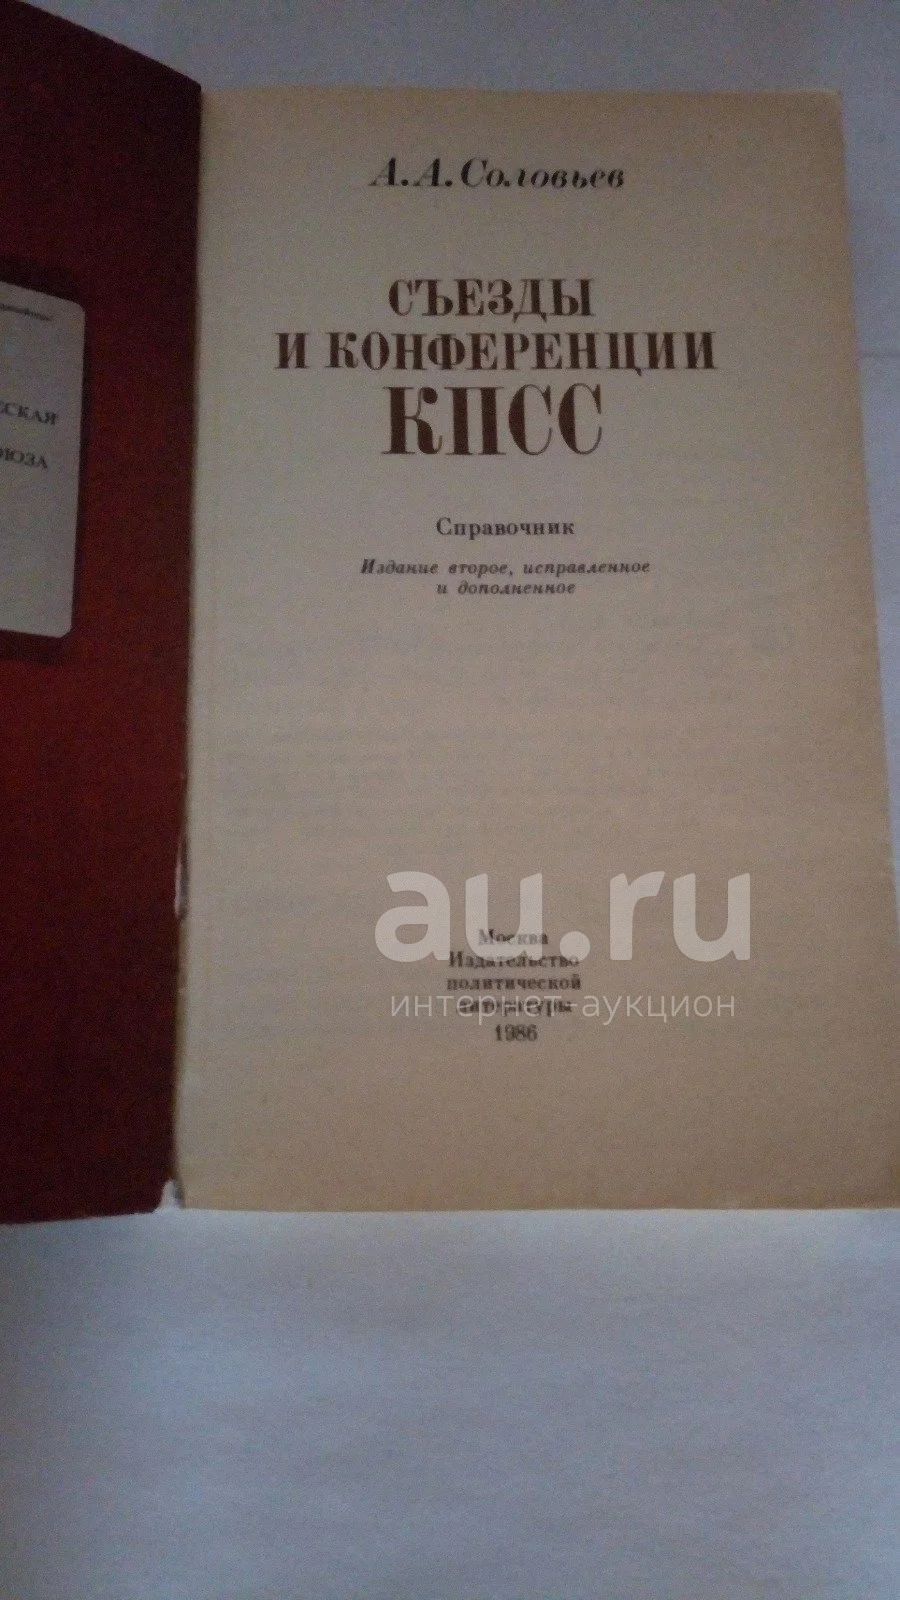 ЕСКАЯ
ЮЗА
А. А. Соловьев
СЪЕЗДЫ
И КОНФЕРЕНЦИИ
КПСС
Справочник
Издание второе, исправленное
и дополненное
au.ru
Москва
Издательство
политической
литературы
интернет-аукцион
1986